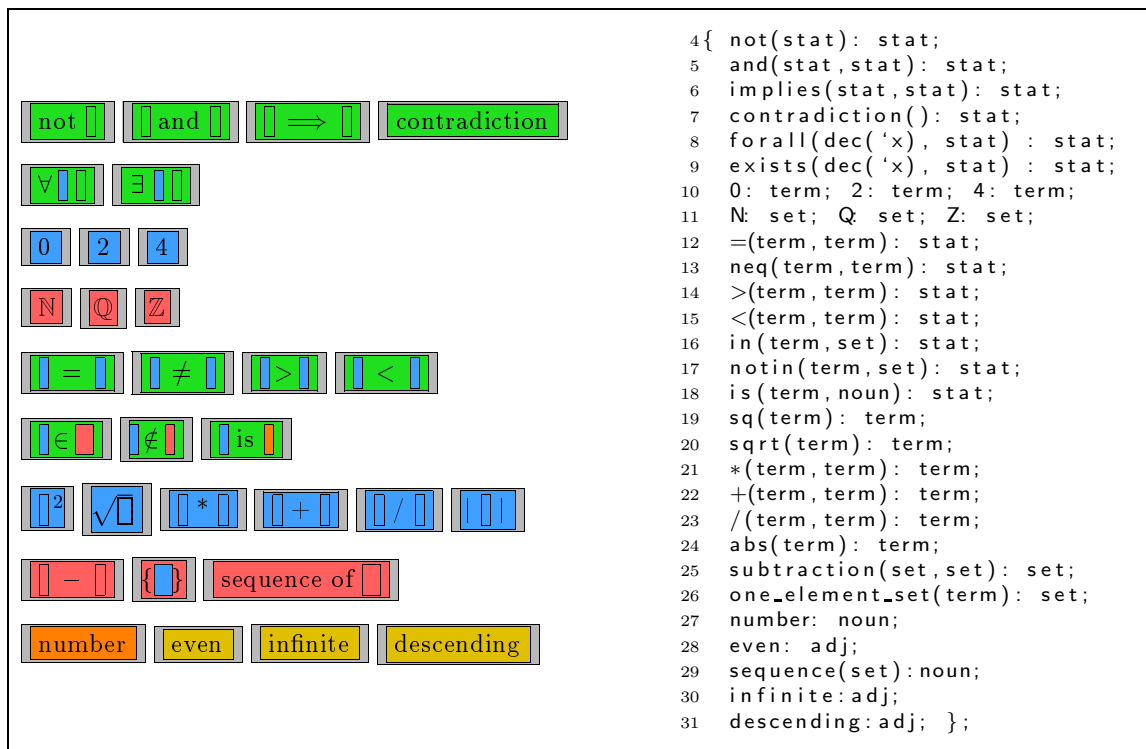 not and ⟹ contradiction
∀ ∃
0 2 4
ℕ ℚ ℤ
= ≠ > <
∈ ∉ is
² √ * + / | |
− { } sequence of
number even infinite descending
4{ not(stat): stat;
5 and(stat,stat): stat;
6 implies(stat,stat): stat;
7 contradiction(): stat;
8 forall(dec(‘x), stat) : stat;
9 exists(dec(‘x), stat) : stat;
10 0: term; 2: term; 4: term;
11 N: set; Q: set; Z: set;
12 =(term,term): stat;
13 neq(term,term): stat;
14 >(term,term): stat;
15 <(term,term): stat;
16 in(term,set): stat;
17 notin(term,set): stat;
18 is(term,noun): stat;
19 sq(term): term;
20 sqrt(term): term;
21 *(term,term): term;
22 +(term,term): term;
23 /(term,term): term;
24 abs(term): term;
25 subtraction(set,set): set;
26 one_element_set(term): set;
27 number: noun;
28 even: adj;
29 sequence(set):noun;
30 infinite:adj;
31 descending:adj; };